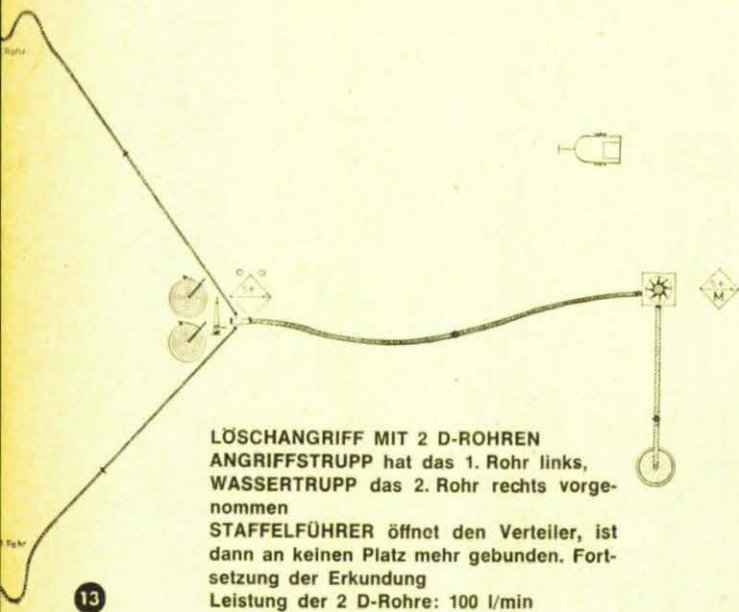 .Rohr
S e
S e
M
LÖSCHANGRIFF MIT 2 D-ROHREN
ANGRIFFSTRUPP hat das 1. Rohr links,
WASSERTRUPP das 2. Rohr rechts vorge-
nommen
STAFFELFÜHRER öffnet den Verteiler, ist
dann an keinen Platz mehr gebunden. Fort-
setzung der Erkundung
Leistung der 2 D-Rohre: 100 l/min
Rohr
13